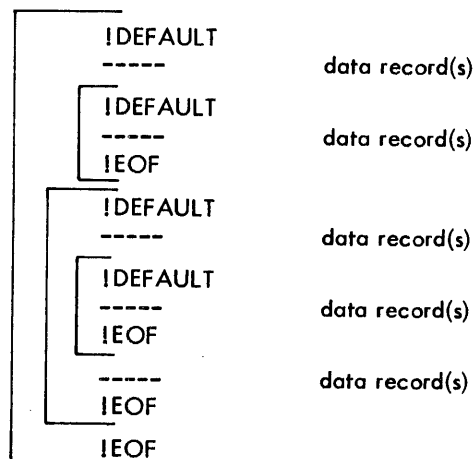 !DEFAULT
----- data record(s)
!DEFAULT
----- data record(s)
!EOF
!DEFAULT
----- data record(s)
!DEFAULT
----- data record(s)
!EOF
----- data record(s)
!EOF
!EOF